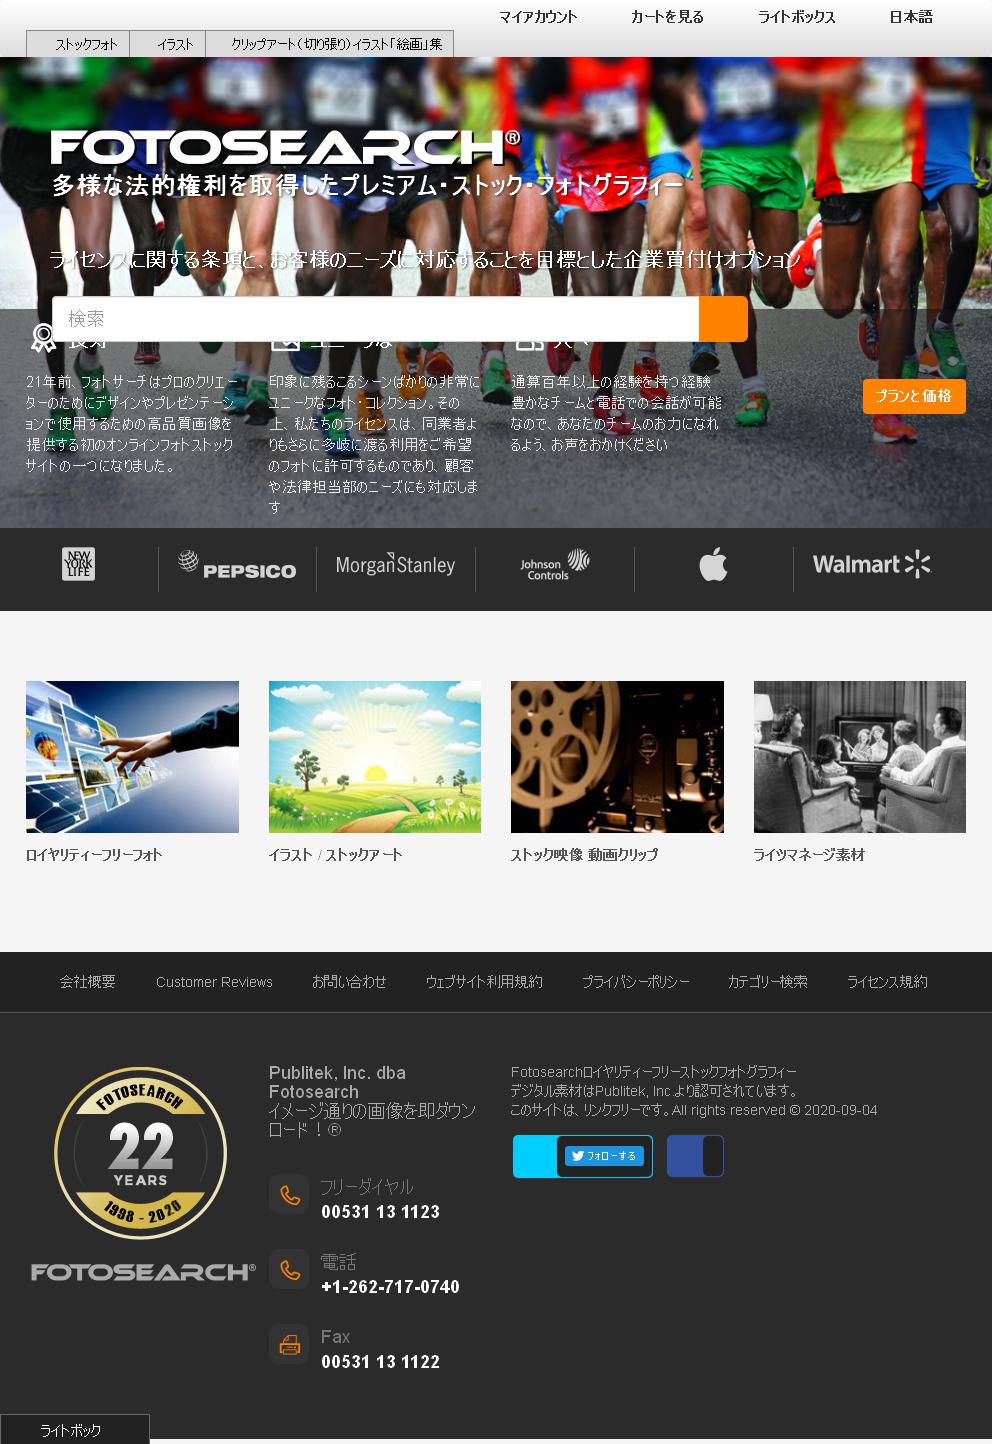 マイアカウント
カートを見る
ライトボックス
日本語
ストックフォト
イラスト
クリップアート(切り張り)イラスト「絵画」集
FOTOSEARCH®
多様な法的権利を取得したプレミアム・ストック・フォトグラフィー
ライセンスに関する条項と、お客様のニーズに対応することを目標とした企業買付けオプション
検索
21年前、フォトサーチはプロのクリエー
ターのためにデザインやプレゼンテーシ
ョンで使用するための高品質画像を
提供する初のオンラインフォトストック
サイトの一つになりました。
印象に残るこるシーンばかりの非常に
ユニークなフォト・コレクション。その
上、私たちのライセンスは、同業者よ
りもさらに多岐に渡る利用をご希望
のフォトに許可するものであり、顧客
や法律担当部のニーズにも対応しま
す
通算百年以上の経験を持つ経験
豊かなチームと電話での会話が可能
なので、あなたのチームのお力になれ
るよう、お声をおかけください
プランと価格
NEW
YORK
LIFE
PEPSICO
Morgan Stanley
Johnson
Controls
Walmart
ロイヤリティーフリーフォト
イラスト / ストックアート
ストック映像 動画クリップ
ライツマネージ素材
会社概要
Customer Reviews
お問い合わせ
ウェブサイト利用規約
プライバシーポリシー
カテゴリー検索
ライセンス規約
FOTOSEARCH
22
YEARS
1998 - 2020
FOTOSEARCH®
Publitek, Inc. dba
Fotosearch
イメージ通りの画像を即ダウン
ロード！®
フリーダイヤル
00531 13 1123
電話
+1-262-717-0740
Fax
00531 13 1122
Fotosearchロイヤリティーフリーストックフォトグラフィー
デジタル素材はPublitek, Inc.より認可されています。
このサイトは、リンクフリーです。All rights reserved © 2020-09-04
フォローする
ライトボック